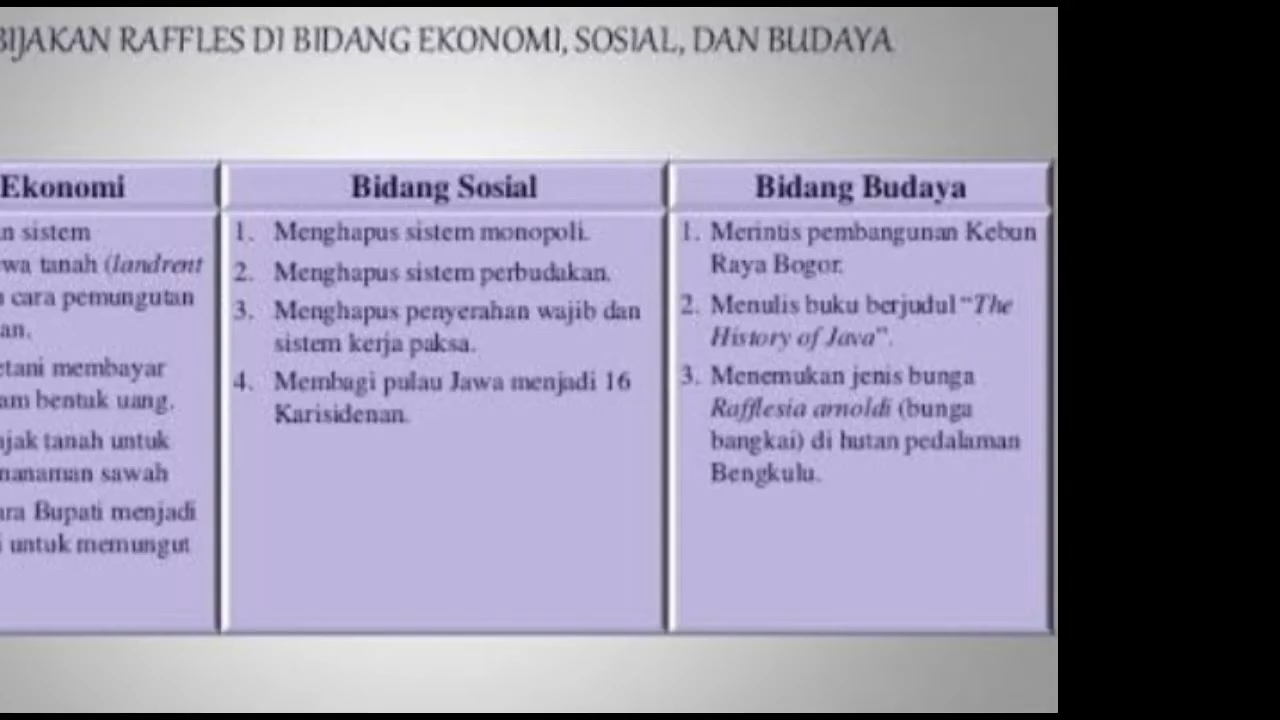 BIJAKAN RAFFLES DI BIDANG EKONOMI, SOSIAL, DAN BUDAYA
Ekonomi
n sistem
wa tanah (landrent
cara pemungutan
an.
etani membayar
am bentuk uang.
jak tanah untuk
nanaman sawah
ara Bupati menjadi
i untuk memungut
Bidang Sosial
1. Menghapus sistem monopoli.
2. Menghapus sistem perbudakan.
3. Menghapus penyerahan wajib dan
sistem kerja paksa.
4. Membagi pulau Jawa menjadi 16
Karisidenan.
Bidang Budaya
1. Merintis pembangunan Kebun
Raya Bogor.
2. Menulis buku berjudul “The
History of Java”.
3. Menemukan jenis bunga
Rafflesia arnoldi (bunga
bangkai) di hutan pedalaman
Bengkulu.